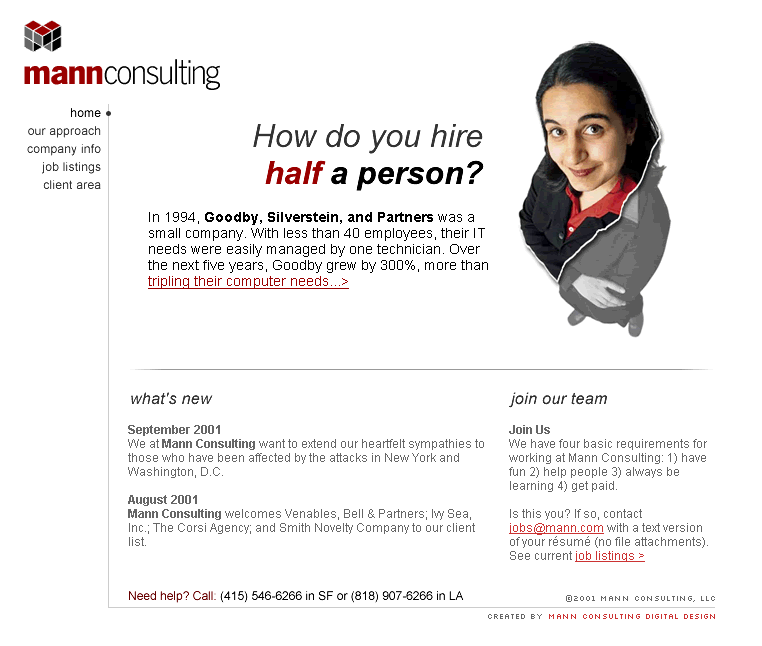 mannconsulting
home
our approach
company info
job listings
client area
How do you hire
half a person?
In 1994, Goodby, Silverstein, and Partners was a
small company. With less than 40 employees, their IT
needs were easily managed by one technician. Over
the next five years, Goodby grew by 300%, more than
tripling their computer needs...>
what's new
September 2001
We at Mann Consulting want to extend our heartfelt sympathies to
those who have been affected by the attacks in New York and
Washington, D.C.
August 2001
Mann Consulting welcomes Venables, Bell & Partners; Ivy Sea,
Inc.; The Corsi Agency; and Smith Novelty Company to our client
list.
join our team
Join Us
We have four basic requirements for
working at Mann Consulting: 1) have
fun 2) help people 3) always be
learning 4) get paid.
Is this you? If so, contact
jobs@mann.com with a text version
of your résumé (no file attachments).
See current job listings >
Need help? Call: (415) 546-6266 in SF or (818) 907-6266 in LA
©2001 MANN CONSULTING, LLC
CREATED BY MANN CONSULTING DIGITAL DESIGN